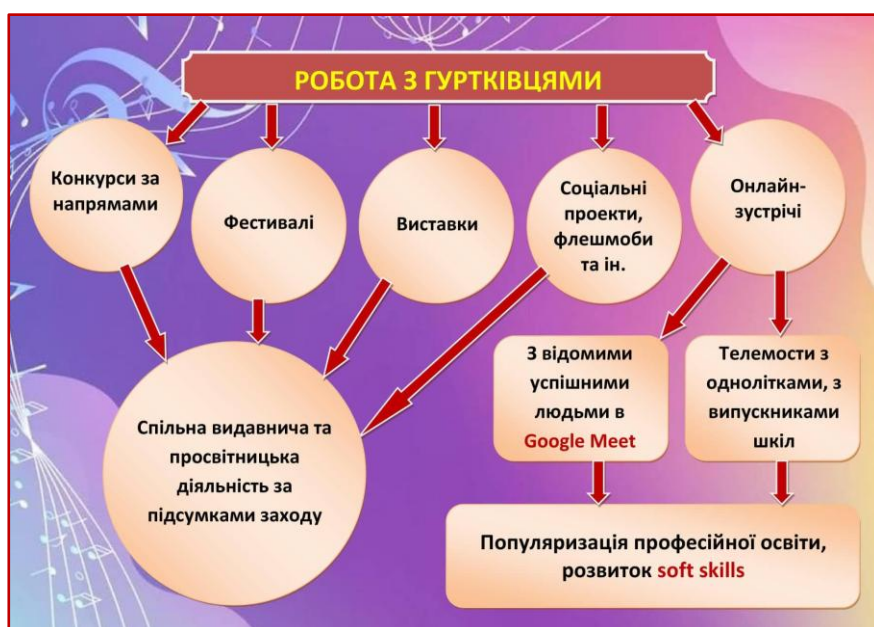 РОБОТА З ГУРТКІВЦЯМИ
Конкурси за
напрямами
Фестивалі
Виставки
Соціальні
проекти,
флешмоби
та ін.
Онлайн-
зустрічі
Спільна видавнича та
просвітницька
діяльність за
підсумками заходу
З відомими
успішними
людьми в
Google Meet
Телемости з
однолітками, з
випускниками
шкіл
Популяризація професійної освіти,
розвиток soft skills